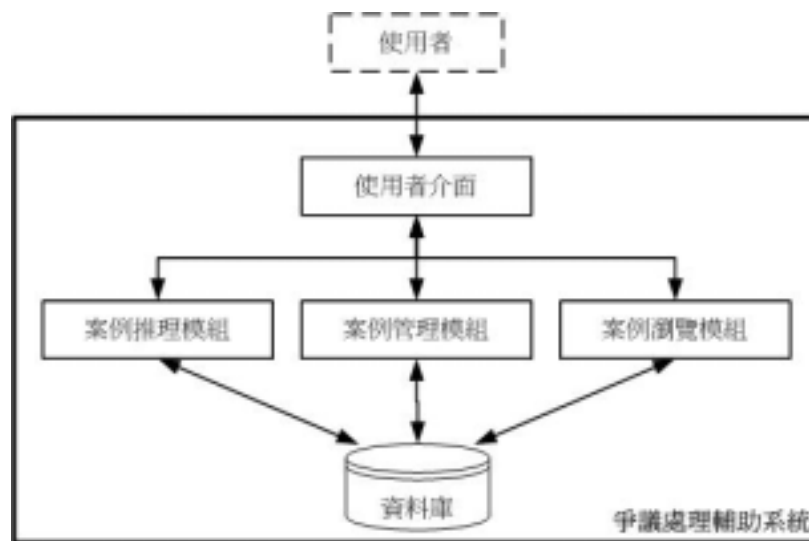 使用者
使用者介面
案例推理模組
案例管理模組
案例瀏覽模組
資料庫
爭議處理輔助系統